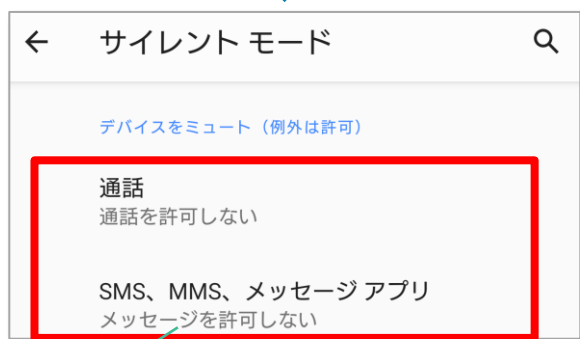 サイレント モード
デバイスをミュート（例外は許可）
通話
通話を許可しない
SMS、MMS、メッセージ アプリ
メッセージを許可しない